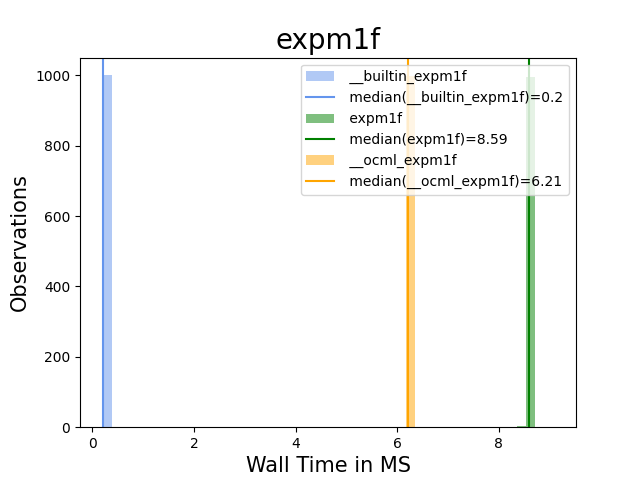 expm1f
__builtin_expm1f
median(__builtin_expm1f)=0.2
expm1f
median(expm1f)=8.59
__ocml_expm1f
median(__ocml_expm1f)=6.21
Observations
1000
800
600
400
200
0
0 2 4 6 8
Wall Time in MS